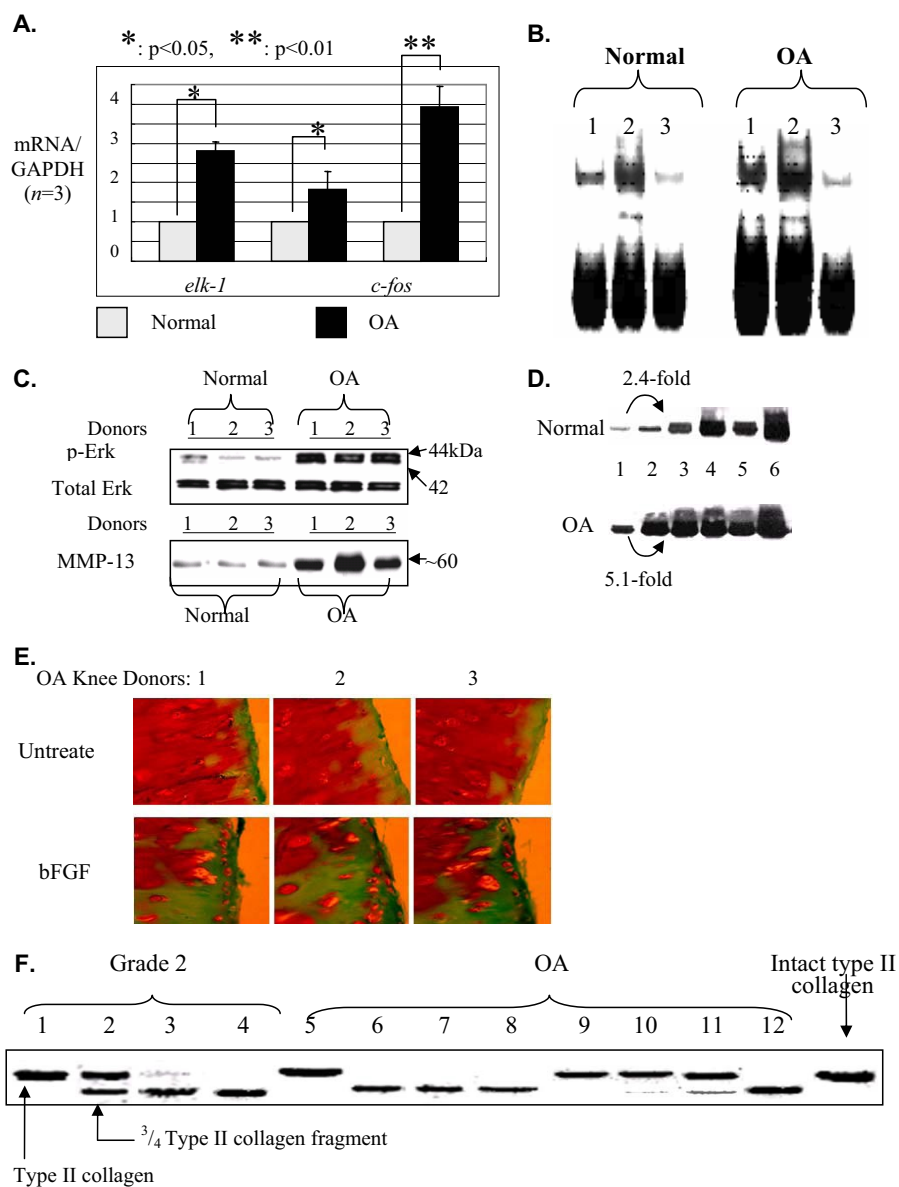 A.
*: p<0.05, **: p<0.01
4
3
2
1
0
mRNA/
GAPDH
(n=3)
*
*
**
elk-1
c-fos
Normal
OA
B.
Normal
OA
1 2 3
1 2 3
C.
Normal
OA
Donors 1 2 3 1 2 3
p-Erk
44kDa
Total Erk
42
Donors 1 2 3 1 2 3
MMP-13
~60
Normal
OA
D.
2.4-fold
Normal
1 2 3 4 5 6
OA
5.1-fold
E.
OA Knee Donors: 1 2 3
Untreate
bFGF
F.
Grade 2
OA
Intact type II
collagen
1 2 3 4 5 6 7 8 9 10 11 12
3/4 Type II collagen fragment
Type II collagen